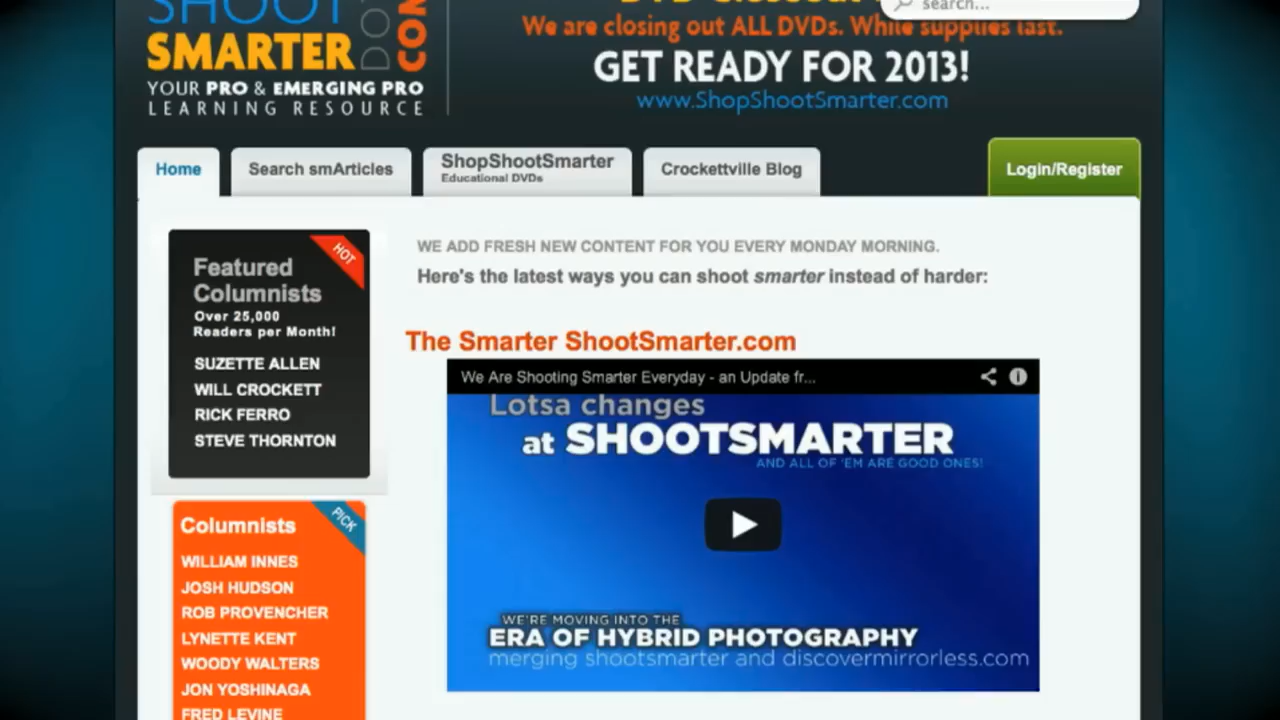 SHOOT
SMARTER
DOT
COM
YOUR PRO & EMERGING PRO
LEARNING RESOURCE
We are closing out ALL DVDs. While supplies last.
GET READY FOR 2013!
www.ShopShootSmarter.com
search...
Home
Search smArticles
ShopShootSmarter
Educational DVDs
Crockettville Blog
Login/Register
HOT
Featured
Columnists
Over 25,000
Readers per Month!
SUZETTE ALLEN
WILL CROCKETT
RICK FERRO
STEVE THORNTON
PICK
Columnists
WILLIAM INNES
JOSH HUDSON
ROB PROVENCHER
LYNETTE KENT
WOODY WALTERS
JON YOSHINAGA
FRED LEVINE
WE ADD FRESH NEW CONTENT FOR YOU EVERY MONDAY MORNING.
Here's the latest ways you can shoot smarter instead of harder:
The Smarter ShootSmarter.com
We Are Shooting Smarter Everyday - an Update fr...
Lotsa changes
at SHOOTSMARTER
AND ALL OF 'EM ARE GOOD ONES!
WE'RE MOVING INTO THE
ERA OF HYBRID PHOTOGRAPHY
merging shootsmarter and discovermirrorless.com